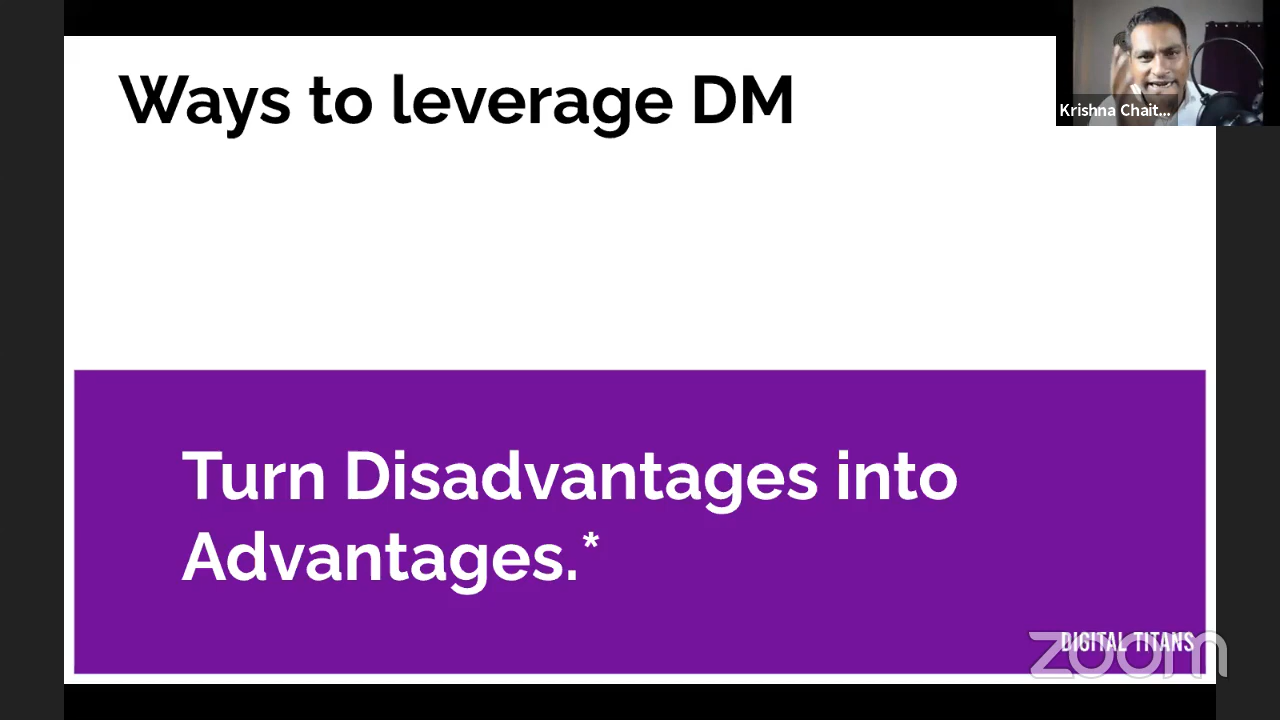 Ways to leverage DM
Krishna Chait...
Turn Disadvantages into
Advantages.*
DIGITAL TITANS
zoom